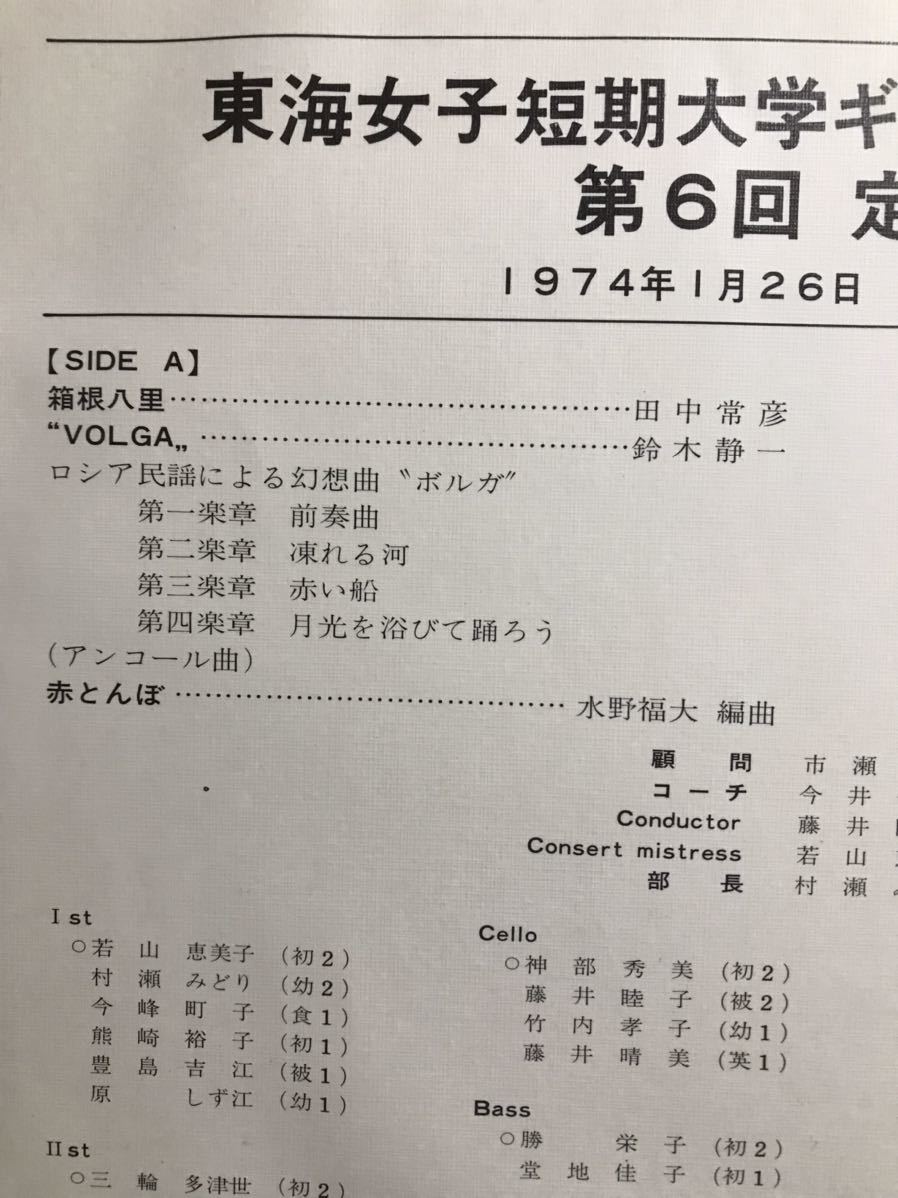 東海女子短期大学ギ
第6回 定
1974年1月26日
【SIDE A】
箱根八里……………………………………………田中常彦
“VOLGA„……………………………………………鈴木静一
ロシア民謡による幻想曲〝ボルガ〞
第一楽章 前奏曲
第二楽章 凍れる河
第三楽章 赤い船
第四楽章 月光を浴びて踊ろう
(アンコール曲)
赤とんぼ……………………………………水野福大 編曲
顧問 市瀬
コーチ 今井
Conductor 藤井
Consert mistress 若山
部長 村瀬
Ⅰst
○若山 恵美子 (初2)
村瀬 みどり (幼2)
今峰 町子 (食1)
熊崎 裕子 (初1)
豊島 吉江 (被1)
原 しず江 (幼1)
Ⅱst
○三輪 多津世 (初2)
Cello
○神部 秀美 (初2)
藤井 睦子 (被2)
竹内 孝子 (幼1)
藤井 晴美 (英1)
Bass
○勝 栄子 (初2)
堂地 佳子 (初1)